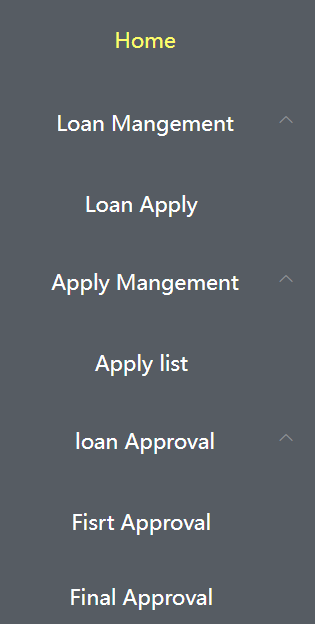 Home
Loan Mangement
Loan Apply
Apply Mangement
Apply list
loan Approval
Fisrt Approval
Final Approval